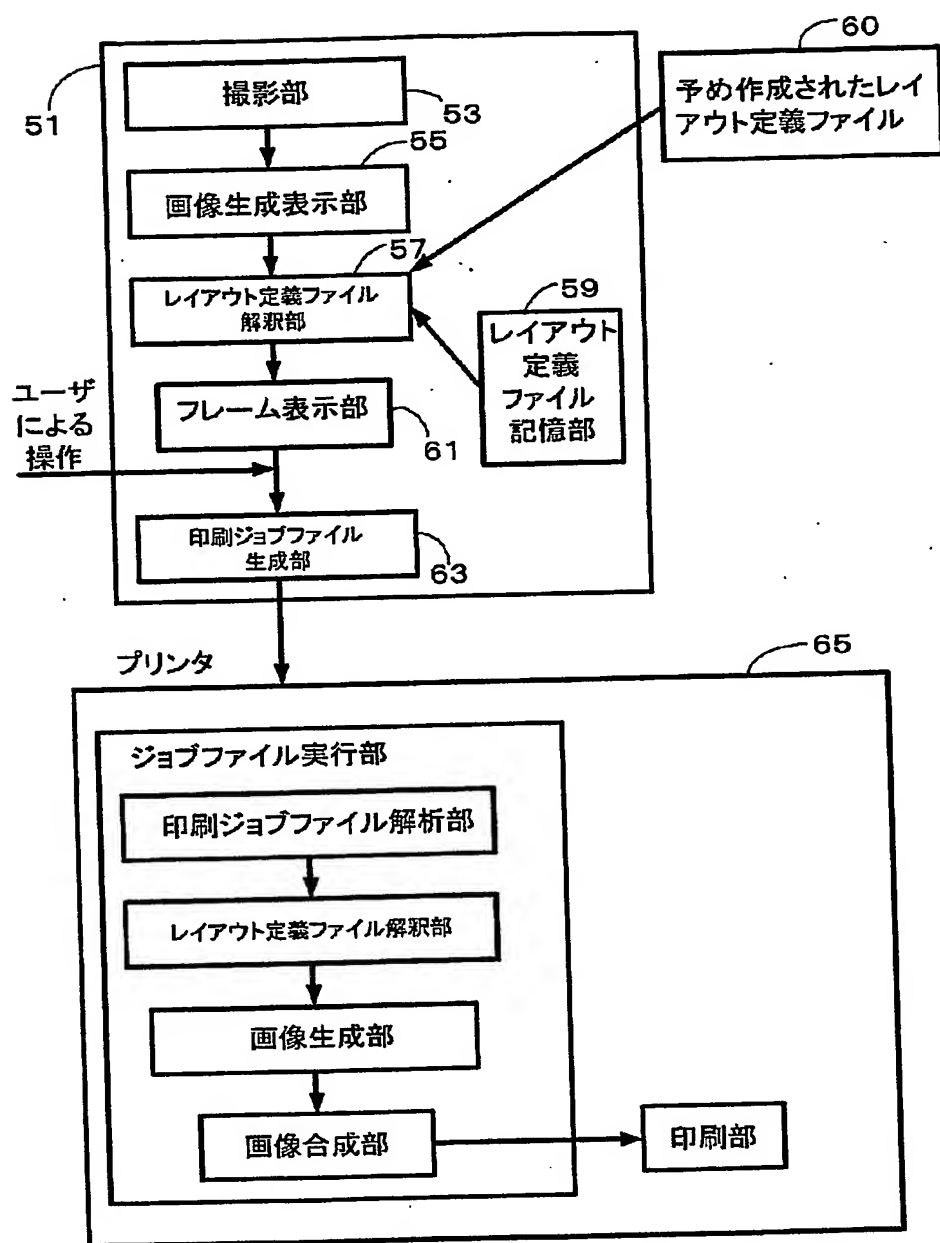 60
51
撮影部
53
予め作成されたレイ
アウト定義ファイル
55
画像生成表示部
57
レイアウト定義ファイル
解釈部
59
レイアウト
定義
ファイル
記憶部
フレーム表示部
61
ユーザ
による
操作
印刷ジョブファイル
生成部
63
プリンタ
65
ジョブファイル実行部
印刷ジョブファイル解析部
レイアウト定義ファイル解釈部
画像生成部
画像合成部
印刷部